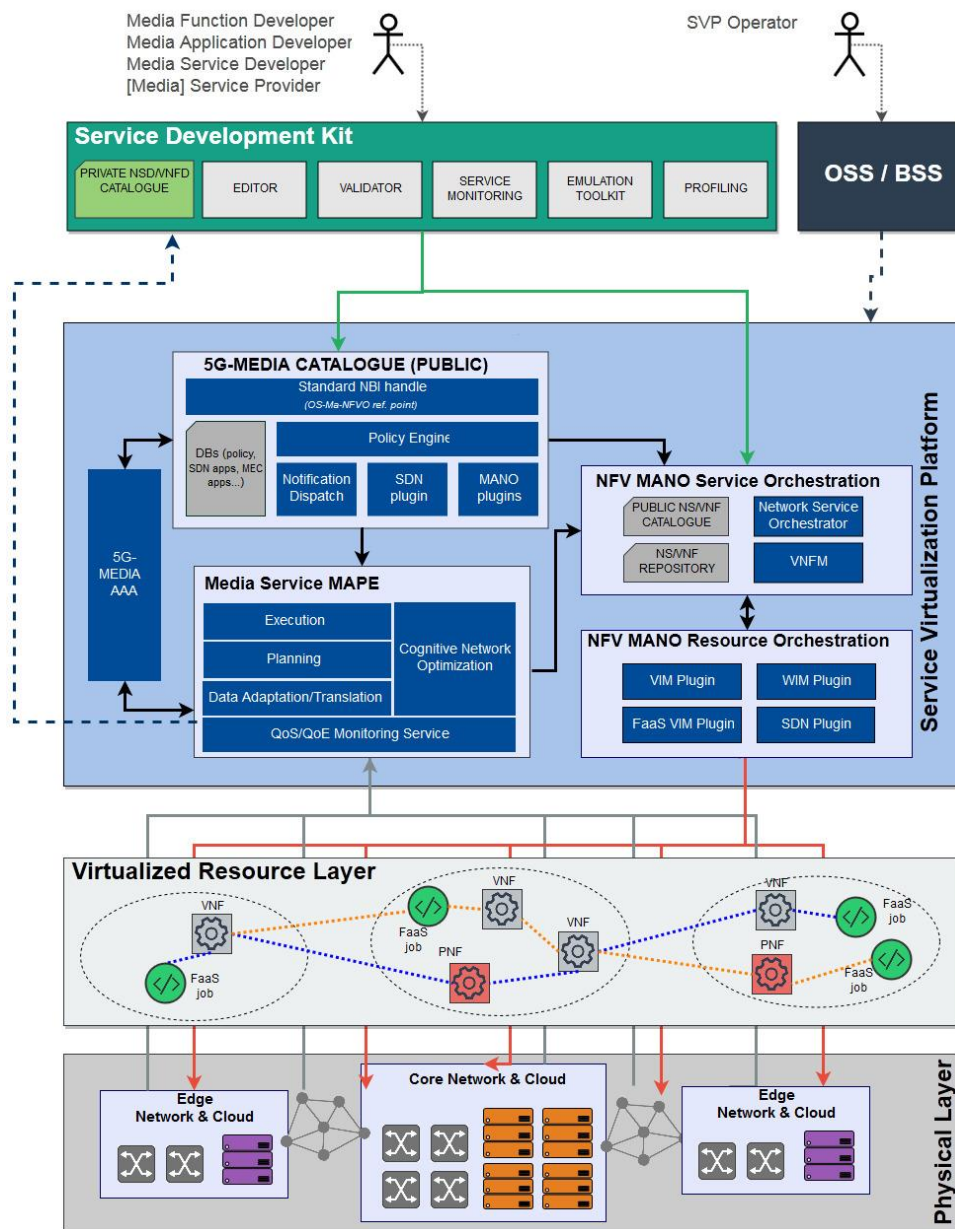 Media Function Developer
Media Application Developer
Media Service Developer
[Media] Service Provider
SVP Operator
Service Development Kit
PRIVATE NSD/VNFD
CATALOGUE
EDITOR
VALIDATOR
SERVICE
MONITORING
EMULATION
TOOLKIT
PROFILING
OSS / BSS
Service Virtualization Platform
5G-MEDIA CATALOGUE (PUBLIC)
Standard NBI handle
(OS-Ma-NFVO ref. point)
DBs (policy,
SDN apps, MEC
apps...)
Policy Engine
Notification
Dispatch
SDN
plugin
MANO
plugins
5G-
MEDIA
AAA
Media Service MAPE
Execution
Planning
Data Adaptation/Translation
Cognitive Network
Optimization
QoS/QoE Monitoring Service
NFV MANO Service Orchestration
PUBLIC NS/VNF
CATALOGUE
Network Service
Orchestrator
NS/VNF
REPOSITORY
VNFM
NFV MANO Resource Orchestration
VIM Plugin
WIM Plugin
FaaS VIM Plugin
SDN Plugin
Virtualized Resource Layer
VNF
FaaS
job
FaaS
job
VNF
PNF
VNF
VNF
FaaS
job
PNF
FaaS
job
Physical Layer
Edge
Network & Cloud
Core Network & Cloud
Edge
Network & Cloud